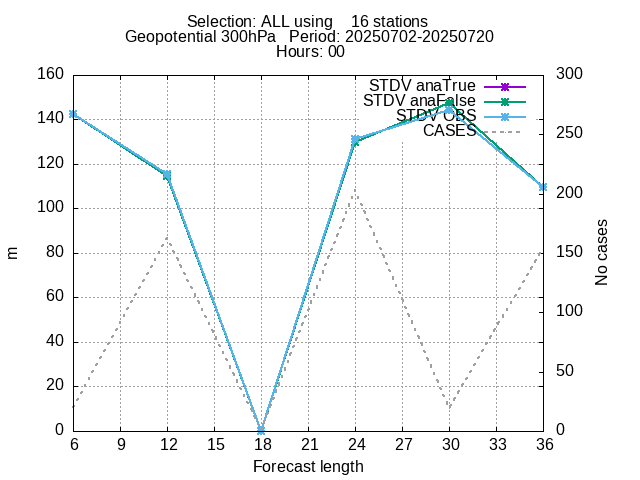 Selection: ALL using    16 stations
Geopotential 300hPa   Period: 20250702-20250720
Hours: 00
160 300
STDV anaTrue
STDV anaFalse
STDV OBS
CASES
140
120
100
80
60
40
20
0
250
200
150
100
50
0
m
No cases
6 9 12 15 18 21 24 27 30 33 36
Forecast length